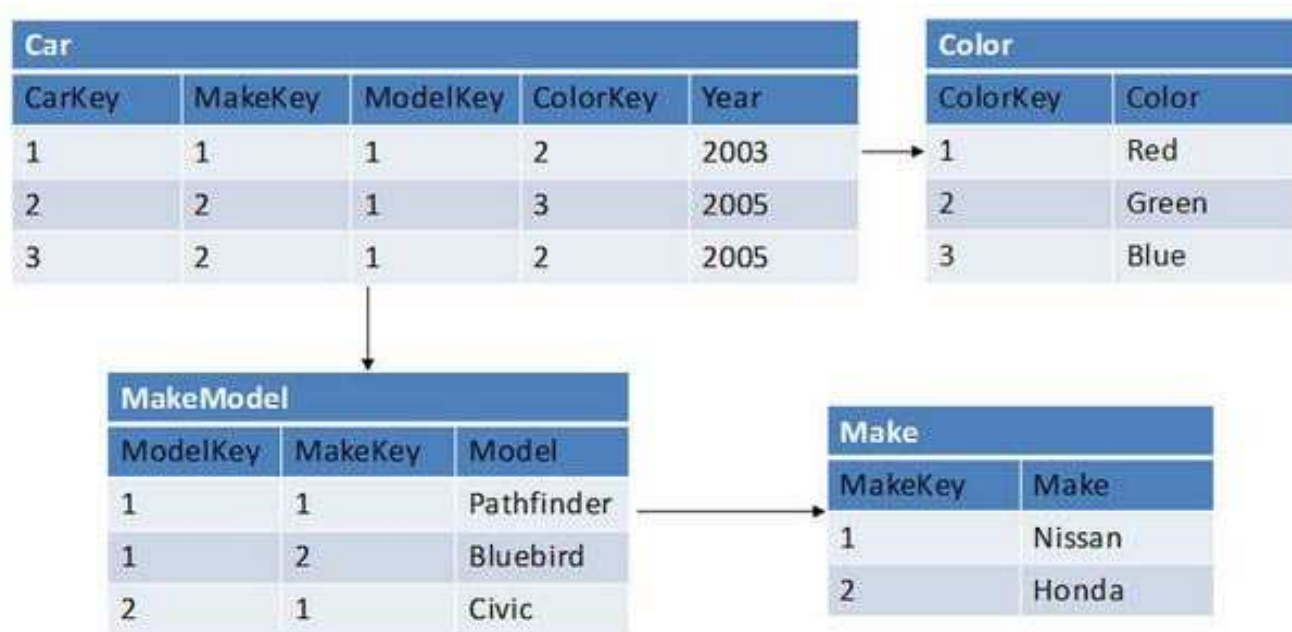 Car
CarKey MakeKey ModelKey ColorKey Year
1 1 1 2 2003
2 2 1 3 2005
3 2 1 2 2005
Color
ColorKey Color
1 Red
2 Green
3 Blue
MakeModel
ModelKey MakeKey Model
1 1 Pathfinder
1 2 Bluebird
2 1 Civic
Make
MakeKey Make
1 Nissan
2 Honda